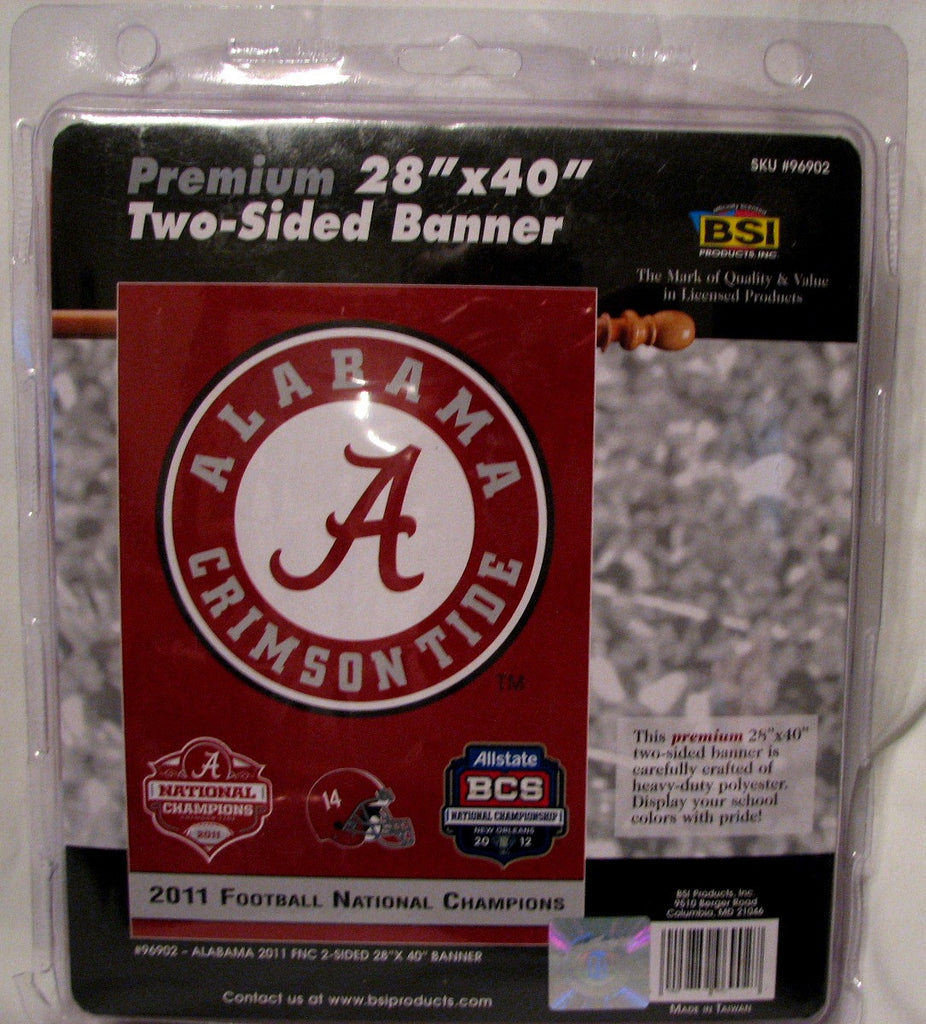 Premium 28"x40"
Two-Sided Banner
SKU #96902
officially licensed
BSI
PRODUCTS, INC.
The Mark of Quality & Value
in Licensed Products
ALABAMA
A
CRIMSON TIDE
TM
A
NATIONAL
CHAMPIONS
2011
14
Allstate
BCS
NATIONAL CHAMPIONSHIP
NEW ORLEANS
20 12
This premium 28"x40"
two-sided banner is
carefully crafted of
heavy-duty polyester.
Display your school
colors with pride!
2011 FOOTBALL NATIONAL CHAMPIONS
BSI Products, Inc.
9510 Berger Road
Columbia, MD 21046
#96902 - ALABAMA 2011 FNC 2-SIDED 28"X 40" BANNER
Contact us at www.bsiproducts.com
MADE IN TAIWAN